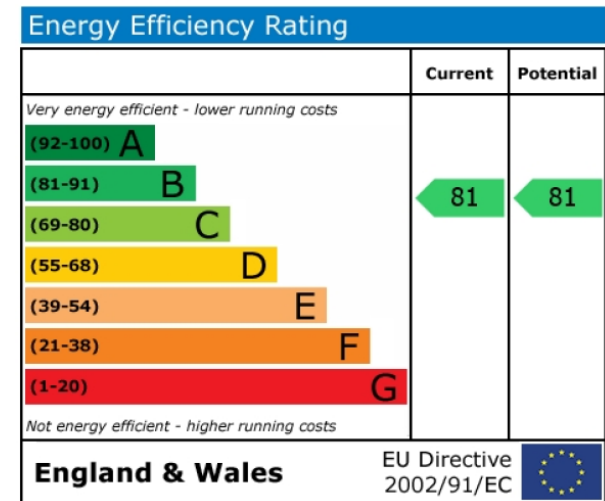 Energy Efficiency Rating
Current Potential
Very energy efficient - lower running costs
(92-100) A
(81-91) B
81 81
(69-80) C
(55-68) D
(39-54) E
(21-38) F
(1-20) G
Not energy efficient - higher running costs
England & Wales
EU Directive
2002/91/EC